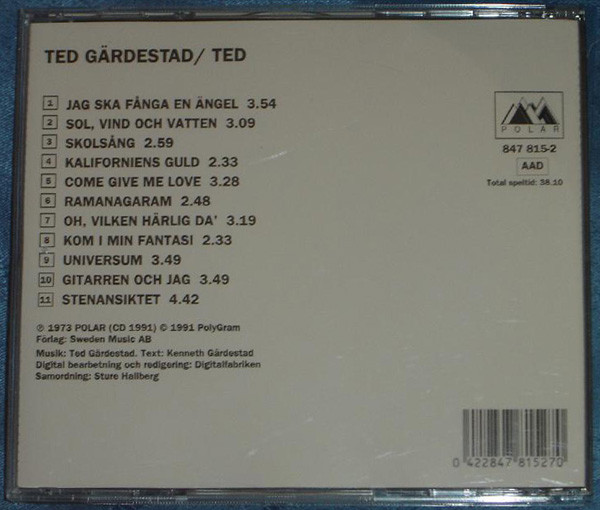 TED GÄRDESTAD/ TED
1 JAG SKA FÅNGA EN ÄNGEL 3.54
2 SOL, VIND OCH VATTEN 3.09
3 SKOLSÅNG 2.59
4 KALIFORNIENS GULD 2.33
5 COME GIVE ME LOVE 3.28
6 RAMANAGARAM 2.48
7 OH, VILKEN HÄRLIG DA' 3.19
8 KOM I MIN FANTASI 2.33
9 UNIVERSUM 3.49
10 GITARREN OCH JAG 3.49
11 STENANSIKTET 4.42
POLAR
847 815-2
AAD
Total speltid: 38.10
℗ 1973 POLAR (CD 1991) © 1991 PolyGram
Förlag: Sweden Music AB
Musik: Ted Gärdestad. Text: Kenneth Gärdestad
Digital bearbetning och redigering: Digitalfabriken
Samordning: Sture Hallberg
0 422847 815270